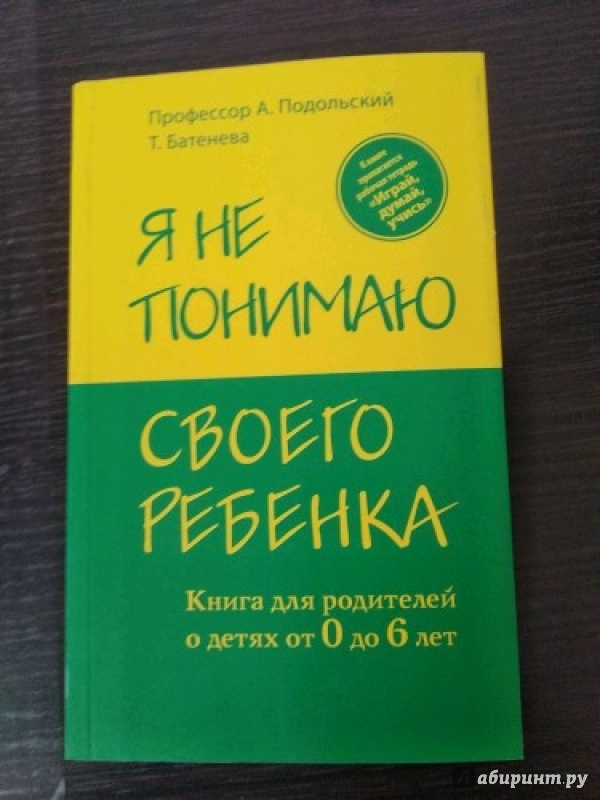 Профессор А. Подольский
Т. Батенева
К книге
прилагается
рабочая тетрадь
«Играй,
думай,
учись»
Я НЕ
ПОНИМАЮ
СВОЕГО
РЕБЕНКА
Книга для родителей
о детях от 0 до 6 лет
Лабиринт.ру